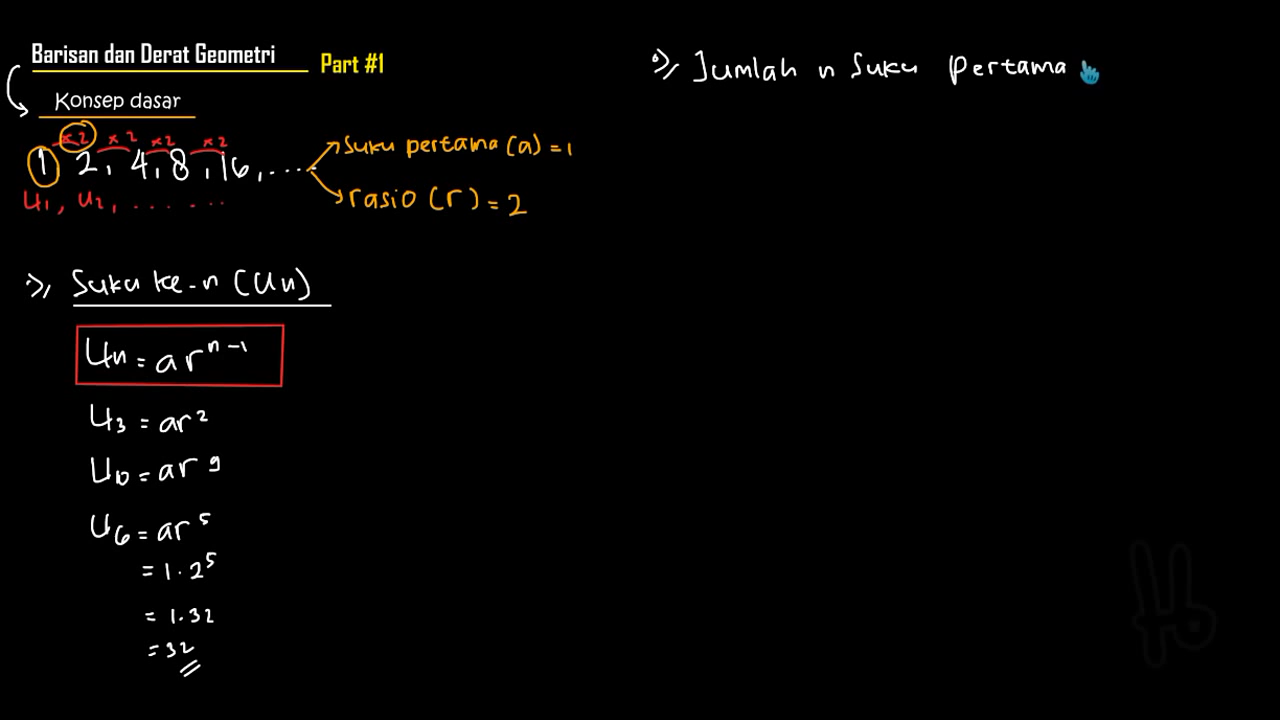 Barisan dan Derat Geometri
Part #1
Konsep dasar
×2 ×2 ×2 ×2
1 2, 4, 8, 16, ....
u1, u2, . . . . . . .
Suku pertama (a) = 1
rasio (r) = 2
Suku ke-n (Un)
Un = ar^n-1
U3 = ar^2
U10 = ar^9
U6 = ar^5
= 1 . 2^5
= 1.32
= 32
Jumlah n suku pertama